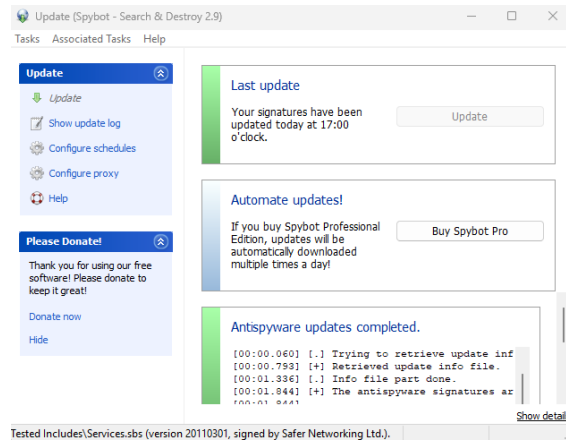 Update (Spybot - Search & Destroy 2.9)
Tasks Associated Tasks Help
Update
Update
Show update log
Configure schedules
Configure proxy
Help
Please Donate!
Thank you for using our free
software! Please donate to
keep it great!
Donate now
Hide
Last update
Your signatures have been
updated today at 17:00
o'clock.
Update
Automate updates!
If you buy Spybot Professional
Edition, updates will be
automatically downloaded
multiple times a day!
Buy Spybot Pro
Antispyware updates completed.
[00:00.060] [.] Trying to retrieve update inf
[00:00.793] [+] Retrieved update info file.
[00:01.336] [.] Info file part done.
[00:01.844] [+] The antispyware signatures ar
Show detail
Tested Includes\Services.sbs (version 20110301, signed by Safer Networking Ltd.).